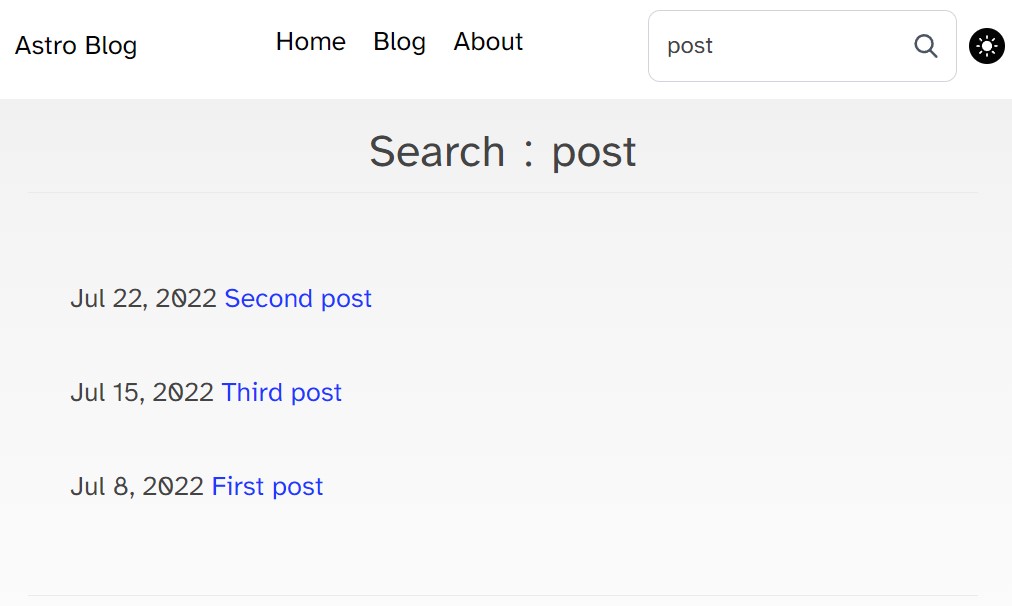 Astro Blog
Home Blog About
post
Search : post
Jul 22, 2022 Second post
Jul 15, 2022 Third post
Jul 8, 2022 First post